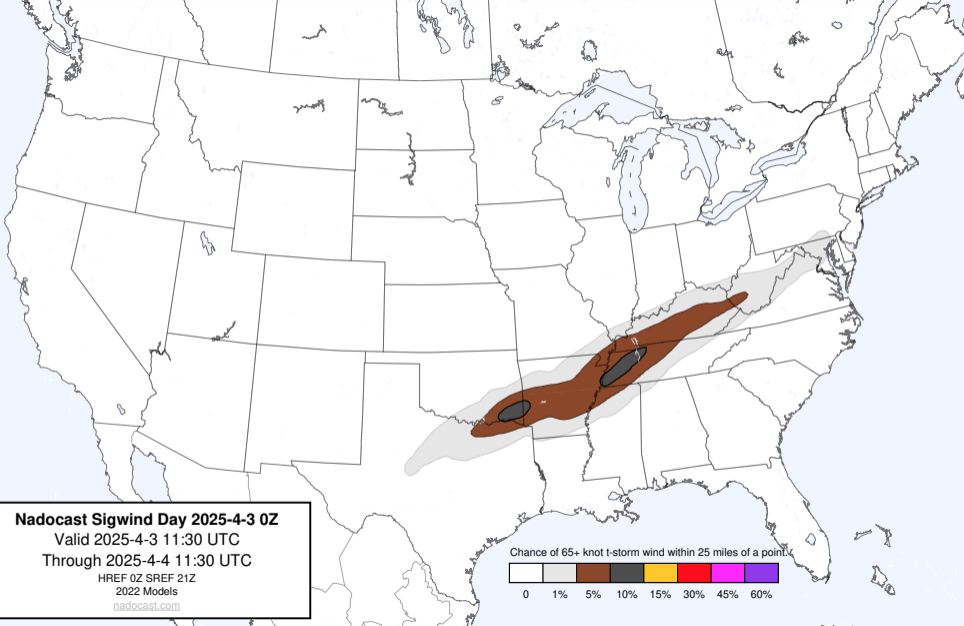 Nadocast Sigwind Day 2025-4-3 0Z
Valid 2025-4-3 11:30 UTC
Through 2025-4-4 11:30 UTC
HREF 0Z SREF 21Z
2022 Models
nadocast.com
Chance of 65+ knot t-storm wind within 25 miles of a point.
0 1% 5% 10% 15% 30% 45% 60%